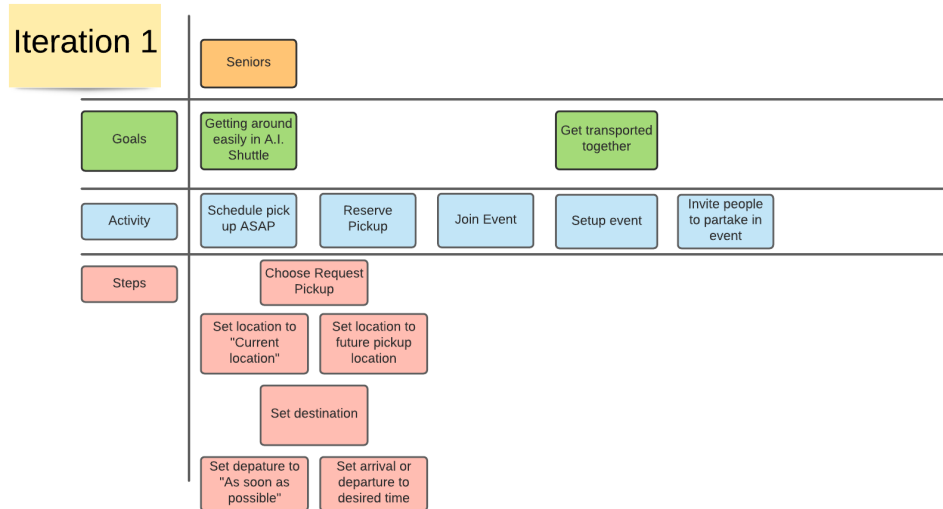 Iteration 1
Seniors
Goals
Getting around
easily in A.I.
Shuttle
Get transported
together
Activity
Schedule pick
up ASAP
Reserve
Pickup
Join Event
Setup event
Invite people
to partake in
event
Steps
Choose Request
Pickup
Set location to
"Current
location"
Set location to
future pickup
location
Set destination
Set depature to
"As soon as
possible"
Set arrival or
departure to
desired time